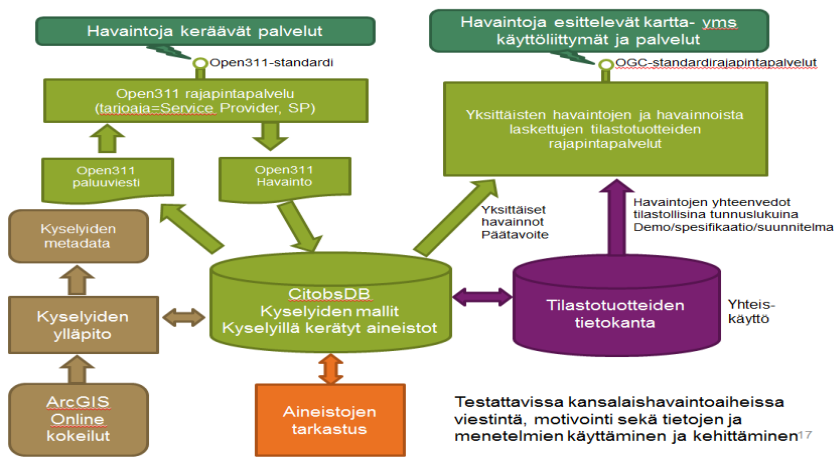 Havaintoja keräävät palvelut
Havaintoja esittelevät kartta- yms
käyttöliittymät ja palvelut
Open311-standardi
OGC-standardirajapintapalvelut
Open311 rajapintapalvelu
(tarjoaja=Service Provider, SP)
Yksittäisten havaintojen ja havainnoista
laskettujen tilastotuotteiden
rajapintapalvelut
Open311
paluuviesti
Open311
Havainto
Kyselyiden
metadata
Yksittäiset
havainnot
Päätavoite
Havaintojen yhteenvedot
tilastollisina tunnuslukuina
Demo/spesifikaatio/suunnitelma
CitobsDB
Kyselyiden mallit
Kyselyillä kerätyt aineistot
Kyselyiden
ylläpito
Tilastotuotteiden
tietokanta
Yhteis-
käyttö
ArcGIS
Online
kokeilut
Aineistojen
tarkastus
Testattavissa kansalaishavaintoaiheissa
viestintä, motivointi sekä tietojen ja
menetelmien käyttäminen ja kehittäminen
17